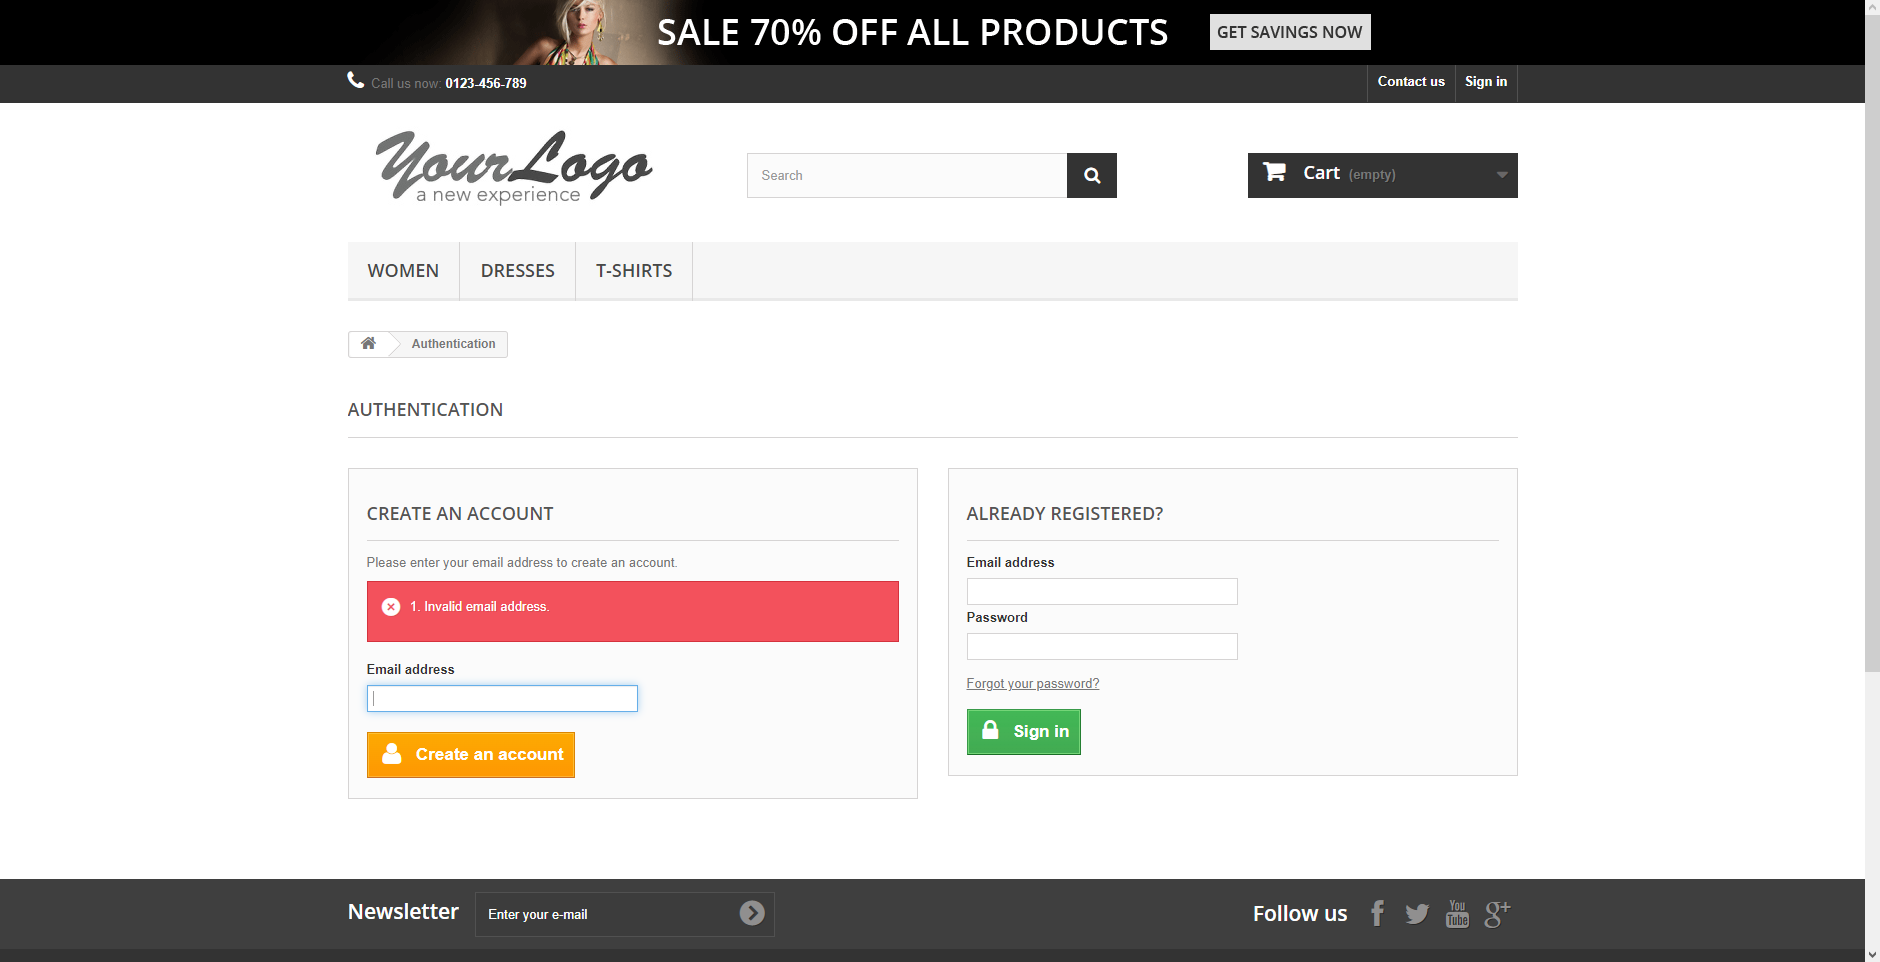 SALE 70% OFF ALL PRODUCTS GET SAVINGS NOW
Call us now: 0123-456-789 Contact us Sign in
YourLogo
a new experience
Search
Cart (empty)
WOMEN DRESSES T-SHIRTS
Authentication
AUTHENTICATION
CREATE AN ACCOUNT
Please enter your email address to create an account.
1. Invalid email address.
Email address
Create an account
ALREADY REGISTERED?
Email address
Password
Forgot your password?
Sign in
Newsletter Enter your e-mail
Follow us
You
Tube
g+